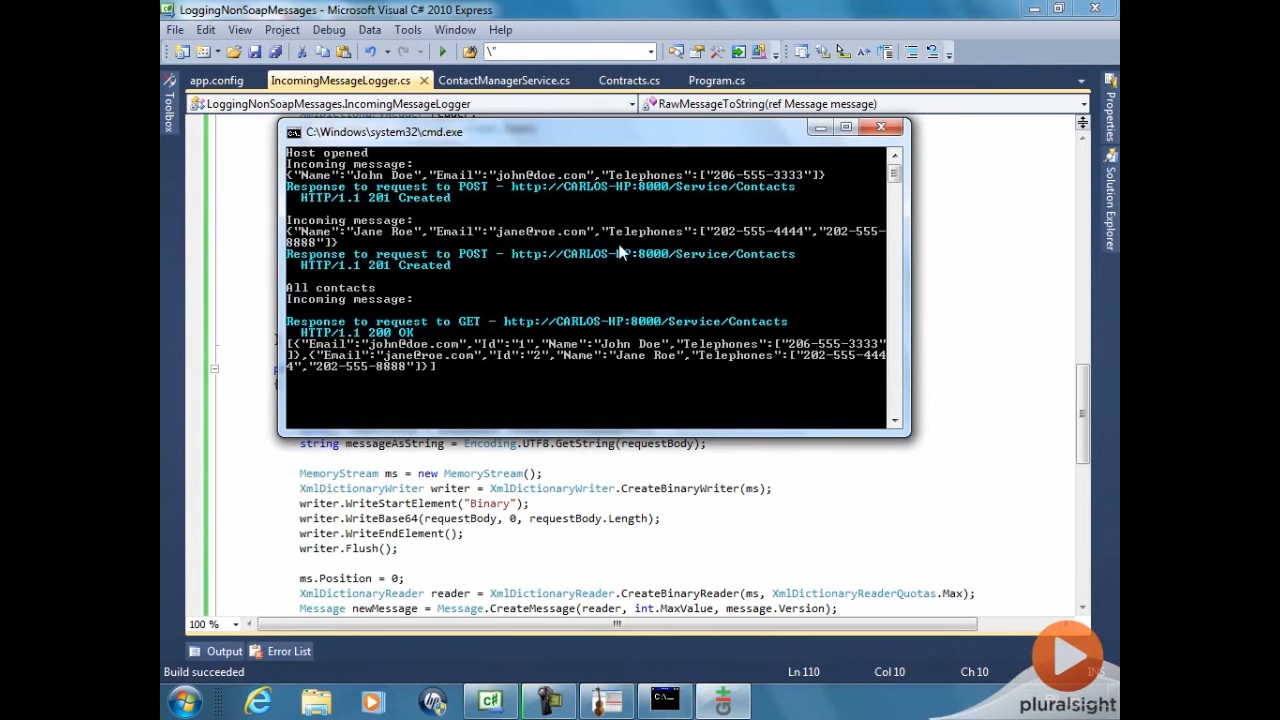 LoggingNonSoapMessages - Microsoft Visual C# 2010 Express
File Edit View Project Debug Data Tools Window Help
\"
app.config IncomingMessageLogger.cs ContactManagerService.cs Contracts.cs Program.cs
LoggingNonSoapMessages.IncomingMessageLogger RawMessageToString(ref Message message)
Toolbox
Properties
Solution Explorer
C:\Windows\system32\cmd.exe
Host opened
Incoming message:
{"Name":"John Doe","Email":"john@doe.com","Telephones":["206-555-3333"]}
Response to request to POST - http://CARLOS-HP:8000/Service/Contacts
HTTP/1.1 201 Created
Incoming message:
{"Name":"Jane Roe","Email":"jane@roe.com","Telephones":["202-555-4444","202-555-
8888"]}
Response to request to POST - http://CARLOS-HP:8000/Service/Contacts
HTTP/1.1 201 Created
All contacts
Incoming message:
Response to request to GET - http://CARLOS-HP:8000/Service/Contacts
HTTP/1.1 200 OK
[{"Email":"john@doe.com","Id":"1","Name":"John Doe","Telephones":["206-555-3333"
]},{"Email":"jane@roe.com","Id":"2","Name":"Jane Roe","Telephones":["202-555-444
4","202-555-8888"]}]
string messageAsString = Encoding.UTF8.GetString(requestBody);
MemoryStream ms = new MemoryStream();
XmlDictionaryWriter writer = XmlDictionaryWriter.CreateBinaryWriter(ms);
writer.WriteStartElement("Binary");
writer.WriteBase64(requestBody, 0, requestBody.Length);
writer.WriteEndElement();
writer.Flush();
ms.Position = 0;
XmlDictionaryReader reader = XmlDictionaryReader.CreateBinaryReader(ms, XmlDictionaryReaderQuotas.Max);
Message newMessage = Message.CreateMessage(reader, int.MaxValue, message.Version);
100 %
Output Error List
Build succeeded Ln 110 Col 10 Ch 10 INS
pluralsight